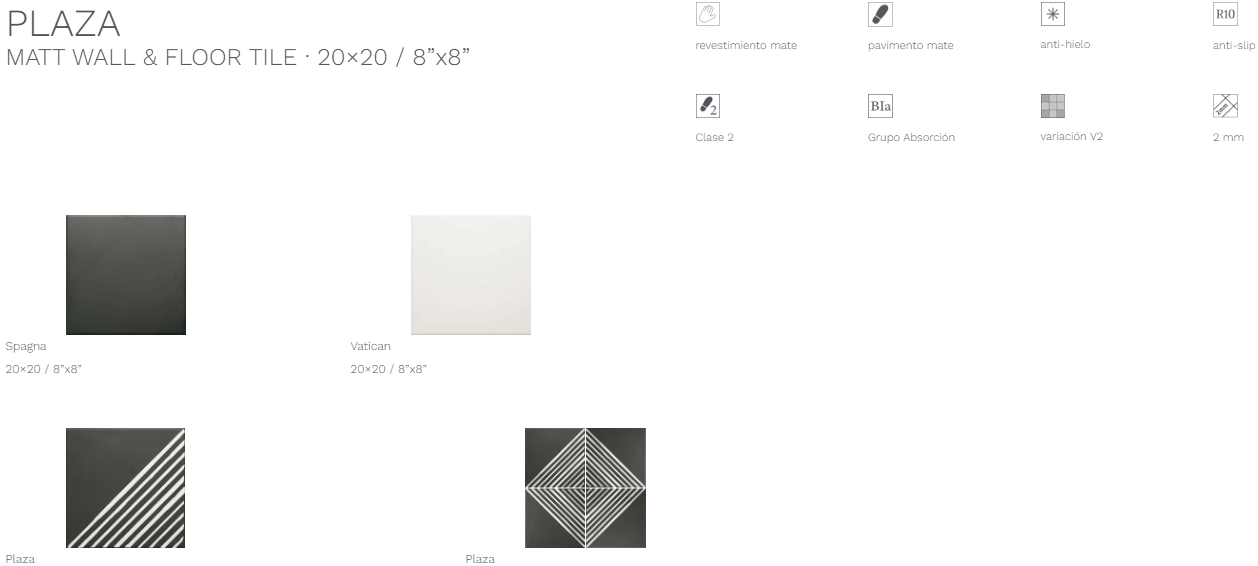 PLAZA
MATT WALL & FLOOR TILE · 20×20 / 8”x8”
R10
revestimiento mate
pavimento mate
anti-hielo
anti-slip
2
BIa
2mm
Clase 2
Grupo Absorción
variación V2
2 mm
Spagna
20×20 / 8”x8”
Vatican
20×20 / 8”x8”
Plaza
Plaza